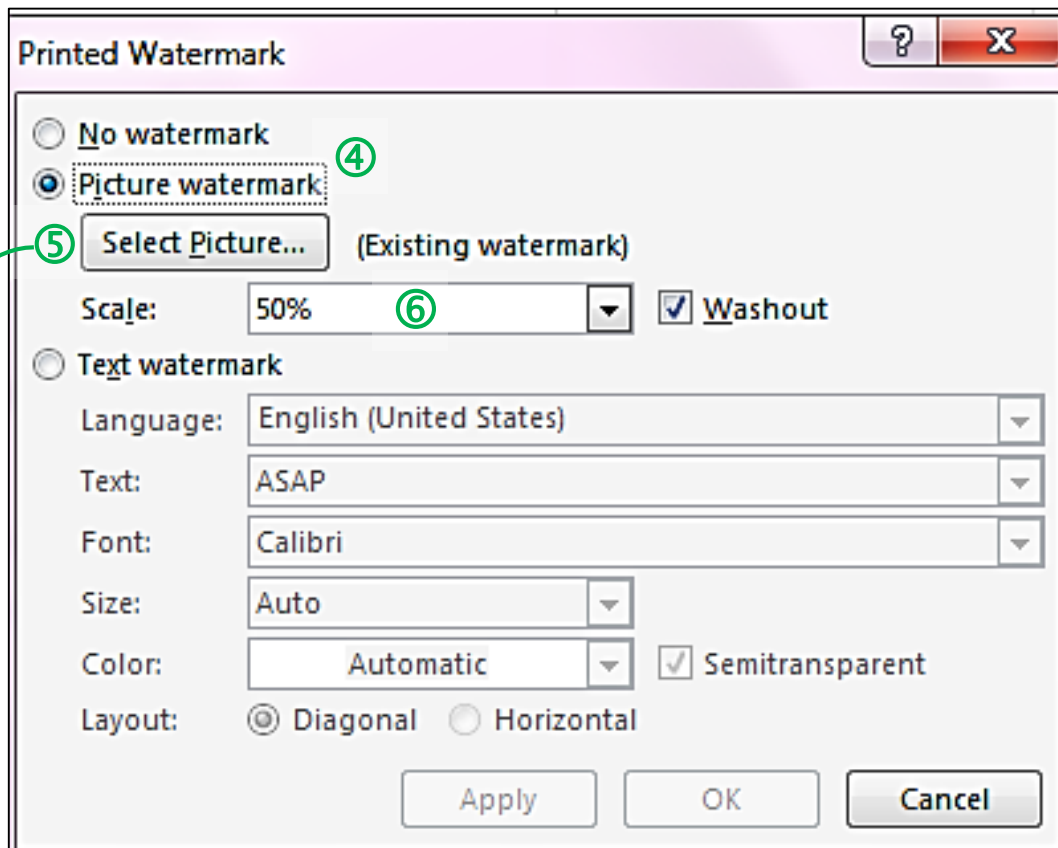 Printed Watermark ?
No watermark
④
Picture watermark
⑤ Select Picture... (Existing watermark)
Scale: 50% ⑥ Washout
Text watermark
Language: English (United States)
Text: ASAP
Font: Calibri
Size: Auto
Color: Automatic Semitransparent
Layout: Diagonal Horizontal
Apply OK Cancel